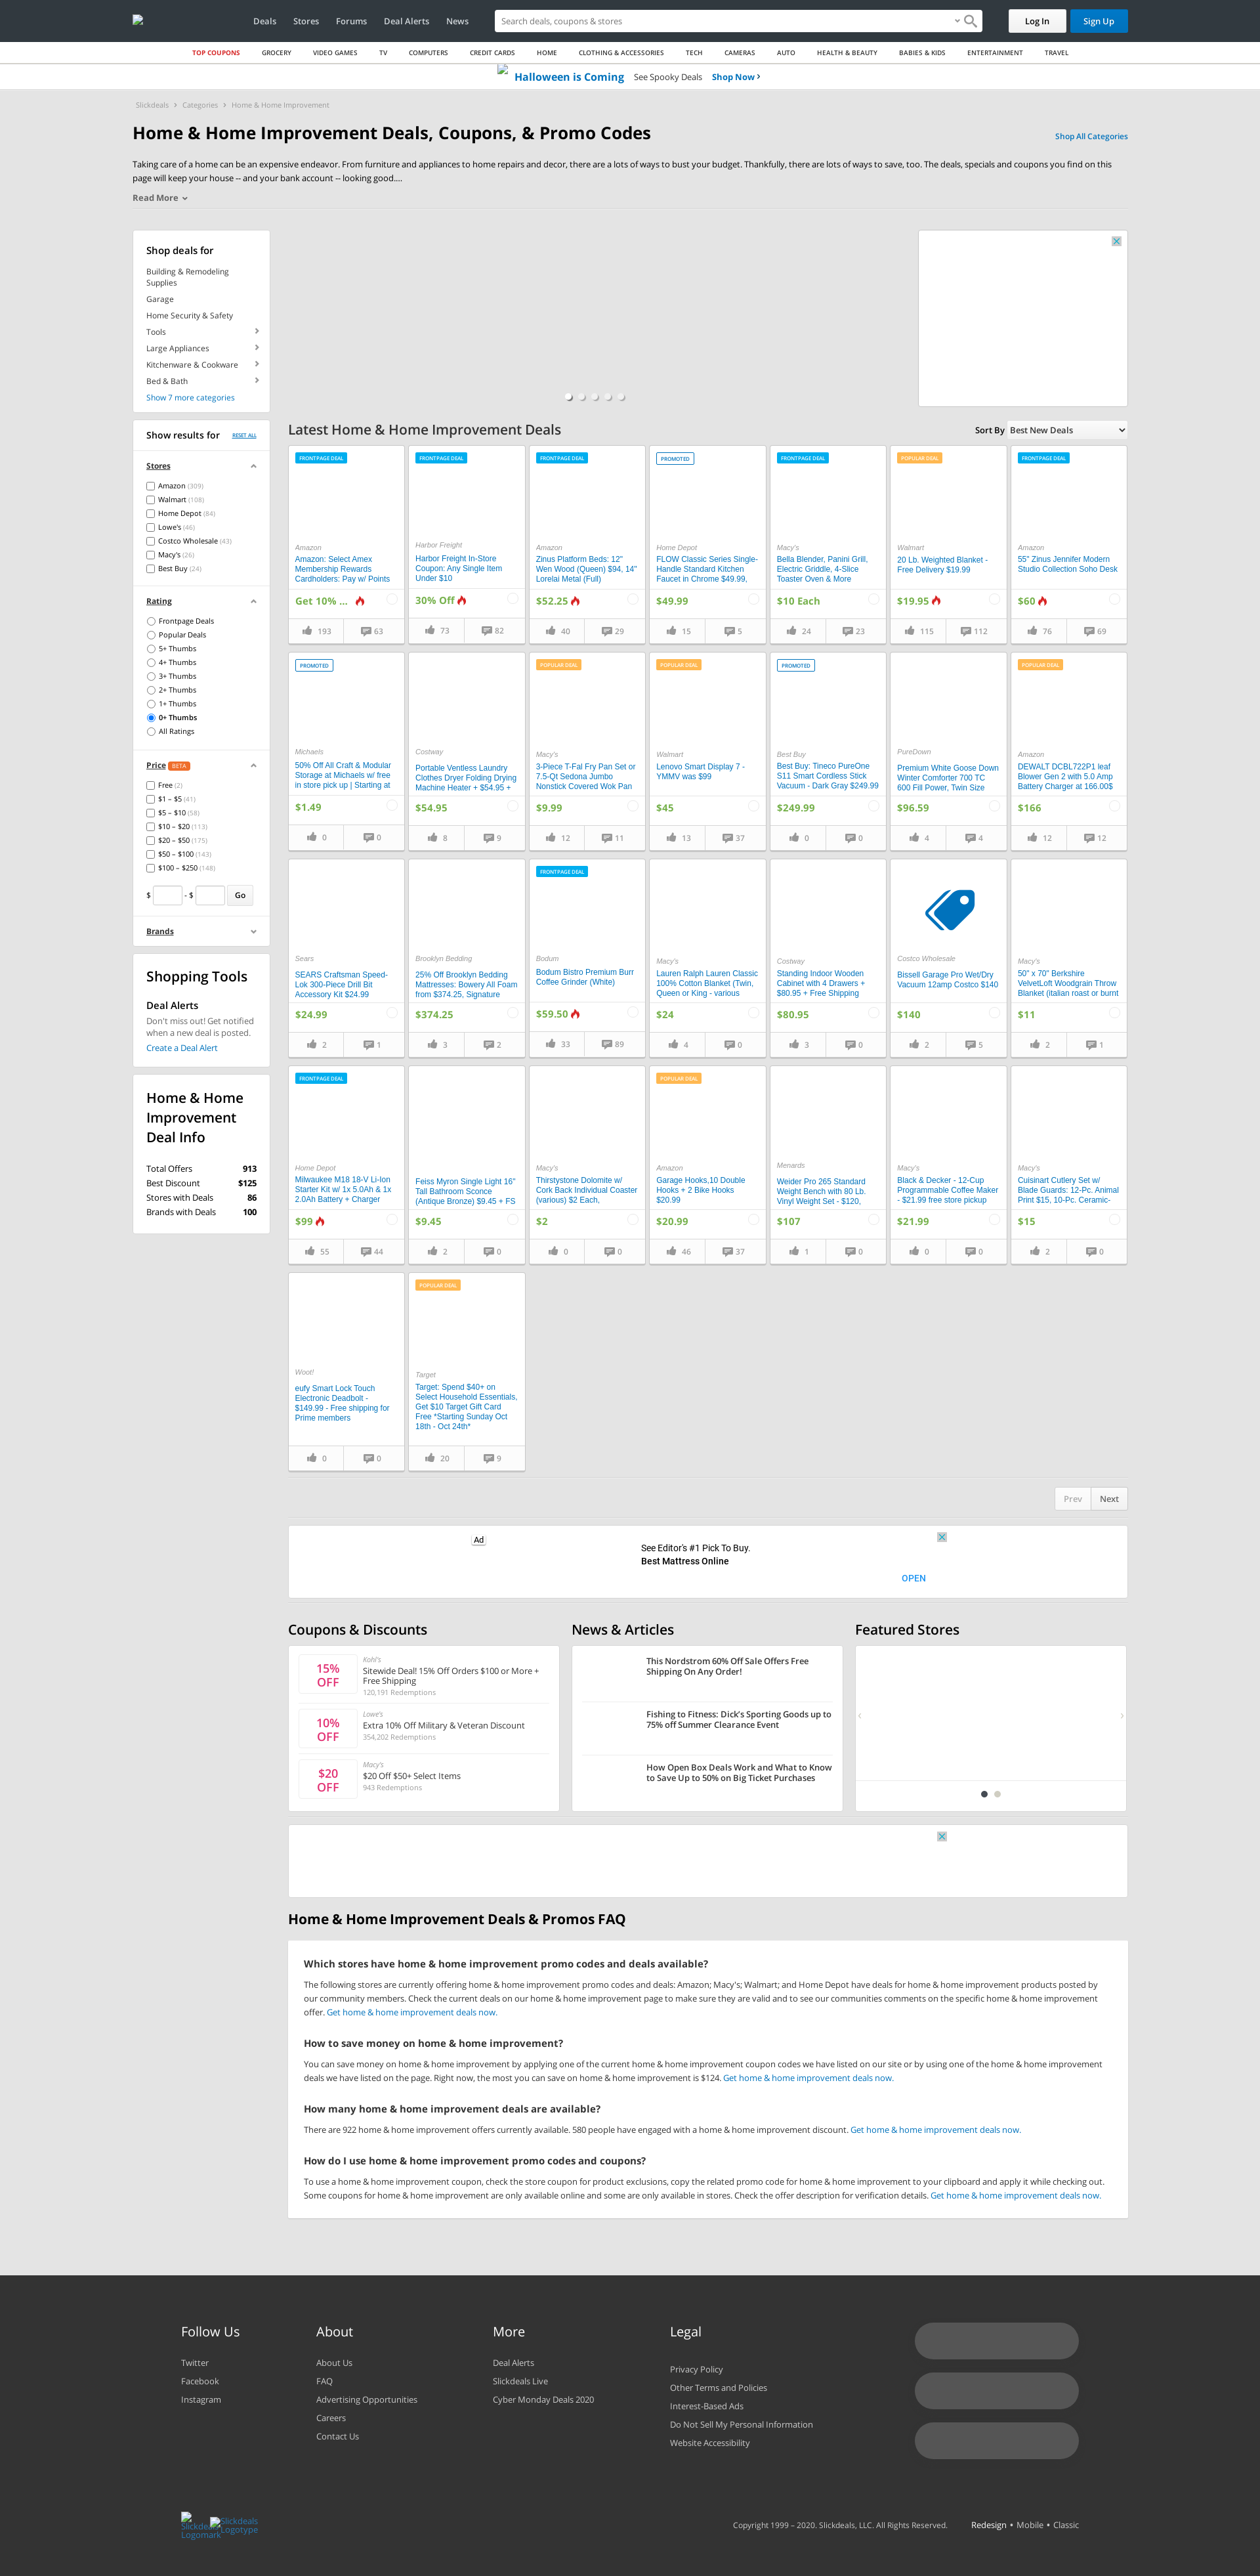 Deals Stores Forums Deal Alerts News
Search deals, coupons & stores
Log In
Sign Up
TOP COUPONS GROCERY VIDEO GAMES TV COMPUTERS CREDIT CARDS HOME CLOTHING & ACCESSORIES TECH CAMERAS AUTO HEALTH & BEAUTY BABIES & KIDS ENTERTAINMENT TRAVEL
Halloween is Coming See Spooky Deals Shop Now
Slickdeals Categories Home & Home Improvement
Home & Home Improvement Deals, Coupons, & Promo Codes
Shop All Categories
Taking care of a home can be an expensive endeavor. From furniture and appliances to home repairs and decor, there are a lots of ways to bust your budget. Thankfully, there are lots of ways to save, too. The deals, specials and coupons you find on this
page will keep your house -- and your bank account -- looking good....
Read More
Shop deals for
Building & Remodeling
Supplies
Garage
Home Security & Safety
Tools
Large Appliances
Kitchenware & Cookware
Bed & Bath
Show 7 more categories
Show results for RESET ALL
Stores
Amazon (309)
Walmart (108)
Home Depot (84)
Lowe's (46)
Costco Wholesale (43)
Macy's (26)
Best Buy (24)
Rating
Frontpage Deals
Popular Deals
5+ Thumbs
4+ Thumbs
3+ Thumbs
2+ Thumbs
1+ Thumbs
0+ Thumbs
All Ratings
Price BETA
Free (2)
$1 – $5 (41)
$5 – $10 (58)
$10 – $20 (113)
$20 – $50 (175)
$50 – $100 (143)
$100 – $250 (148)
$ - $ Go
Brands
Shopping Tools
Deal Alerts
Don't miss out! Get notified
when a new deal is posted.
Create a Deal Alert
Home & Home
Improvement
Deal Info
Total Offers 913
Best Discount $125
Stores with Deals 86
Brands with Deals 100
Latest Home & Home Improvement Deals
Sort By Best New Deals
FRONTPAGE DEAL
Amazon
Amazon: Select Amex
Membership Rewards
Cardholders: Pay w/ Points
Get 10% ...
193 63
FRONTPAGE DEAL
Harbor Freight
Harbor Freight In-Store
Coupon: Any Single Item
Under $10
30% Off
73 82
FRONTPAGE DEAL
Amazon
Zinus Platform Beds: 12"
Wen Wood (Queen) $94, 14"
Lorelai Metal (Full)
$52.25
40 29
PROMOTED
Home Depot
FLOW Classic Series Single-
Handle Standard Kitchen
Faucet in Chrome $49.99,
$49.99
15 5
FRONTPAGE DEAL
Macy's
Bella Blender, Panini Grill,
Electric Griddle, 4-Slice
Toaster Oven & More
$10 Each
24 23
POPULAR DEAL
Walmart
20 Lb. Weighted Blanket -
Free Delivery $19.99
$19.95
115 112
FRONTPAGE DEAL
Amazon
55" Zinus Jennifer Modern
Studio Collection Soho Desk
$60
76 69
PROMOTED
Michaels
50% Off All Craft & Modular
Storage at Michaels w/ free
in store pick up | Starting at
$1.49
0 0
Costway
Portable Ventless Laundry
Clothes Dryer Folding Drying
Machine Heater + $54.95 +
$54.95
8 9
POPULAR DEAL
Macy's
3-Piece T-Fal Fry Pan Set or
7.5-Qt Sedona Jumbo
Nonstick Covered Wok Pan
$9.99
12 11
POPULAR DEAL
Walmart
Lenovo Smart Display 7 -
YMMV was $99
$45
13 37
PROMOTED
Best Buy
Best Buy: Tineco PureOne
S11 Smart Cordless Stick
Vacuum - Dark Gray $249.99
$249.99
0 0
PureDown
Premium White Goose Down
Winter Comforter 700 TC
600 Fill Power, Twin Size
$96.59
4 4
POPULAR DEAL
Amazon
DEWALT DCBL722P1 leaf
Blower Gen 2 with 5.0 Amp
Battery Charger at 166.00$
$166
12 12
Sears
SEARS Craftsman Speed-
Lok 300-Piece Drill Bit
Accessory Kit $24.99
$24.99
2 1
Brooklyn Bedding
25% Off Brooklyn Bedding
Mattresses: Bowery All Foam
from $374.25, Signature
$374.25
3 2
FRONTPAGE DEAL
Bodum
Bodum Bistro Premium Burr
Coffee Grinder (White)
$59.50
33 89
Macy's
Lauren Ralph Lauren Classic
100% Cotton Blanket (Twin,
Queen or King - various
$24
4 0
Costway
Standing Indoor Wooden
Cabinet with 4 Drawers +
$80.95 + Free Shipping
$80.95
3 0
Costco Wholesale
Bissell Garage Pro Wet/Dry
Vacuum 12amp Costco $140
$140
2 5
Macy's
50" x 70" Berkshire
VelvetLoft Woodgrain Throw
Blanket (italian roast or burnt
$11
2 1
FRONTPAGE DEAL
Home Depot
Milwaukee M18 18-V Li-Ion
Starter Kit w/ 1x 5.0Ah & 1x
2.0Ah Battery + Charger
$99
55 44
Feiss Myron Single Light 16"
Tall Bathroom Sconce
(Antique Bronze) $9.45 + FS
$9.45
2 0
Macy's
Thirstystone Dolomite w/
Cork Back Individual Coaster
(various) $2 Each,
$2
0 0
POPULAR DEAL
Amazon
Garage Hooks,10 Double
Hooks + 2 Bike Hooks
$20.99
$20.99
46 37
Menards
Weider Pro 265 Standard
Weight Bench with 80 Lb.
Vinyl Weight Set - $120,
$107
1 0
Macy's
Black & Decker - 12-Cup
Programmable Coffee Maker
- $21.99 free store pickup
$21.99
0 0
Macy's
Cuisinart Cutlery Set w/
Blade Guards: 12-Pc. Animal
Print $15, 10-Pc. Ceramic-
$15
2 0
Woot!
eufy Smart Lock Touch
Electronic Deadbolt -
$149.99 - Free shipping for
Prime members
0 0
POPULAR DEAL
Target
Target: Spend $40+ on
Select Household Essentials,
Get $10 Target Gift Card
Free *Starting Sunday Oct
18th - Oct 24th*
20 9
Prev Next
Ad
See Editor's #1 Pick To Buy.
Best Mattress Online
OPEN
Coupons & Discounts
15%
OFF
Kohl's
Sitewide Deal! 15% Off Orders $100 or More +
Free Shipping
120,191 Redemptions
10%
OFF
Lowe's
Extra 10% Off Military & Veteran Discount
354,202 Redemptions
$20
OFF
Macy's
$20 Off $50+ Select Items
943 Redemptions
News & Articles
This Nordstrom 60% Off Sale Offers Free
Shipping On Any Order!
Fishing to Fitness: Dick's Sporting Goods up to
75% off Summer Clearance Event
How Open Box Deals Work and What to Know
to Save Up to 50% on Big Ticket Purchases
Featured Stores
Home & Home Improvement Deals & Promos FAQ
Which stores have home & home improvement promo codes and deals available?
The following stores are currently offering home & home improvement promo codes and deals: Amazon; Macy's; Walmart; and Home Depot have deals for home & home improvement products posted by
our community members. Check the current deals on our home & home improvement page to make sure they are valid and to see our communities comments on the specific home & home improvement
offer. Get home & home improvement deals now.
How to save money on home & home improvement?
You can save money on home & home improvement by applying one of the current home & home improvement coupon codes we have listed on our site or by using one of the home & home improvement
deals we have listed on the page. Right now, the most you can save on home & home improvement is $124. Get home & home improvement deals now.
How many home & home improvement deals are available?
There are 922 home & home improvement offers currently available. 580 people have engaged with a home & home improvement discount. Get home & home improvement deals now.
How do I use home & home improvement promo codes and coupons?
To use a home & home improvement coupon, check the store coupon for product exclusions, copy the related promo code for home & home improvement to your clipboard and apply it while checking out.
Some coupons for home & home improvement are only available online and some are only available in stores. Check the offer description for verification details. Get home & home improvement deals now.
Follow Us
Twitter
Facebook
Instagram
About
About Us
FAQ
Advertising Opportunities
Careers
Contact Us
More
Deal Alerts
Slickdeals Live
Cyber Monday Deals 2020
Legal
Privacy Policy
Other Terms and Policies
Interest-Based Ads
Do Not Sell My Personal Information
Website Accessibility
Slickdeals
Logomark
Slickdeals
Logotype
Copyright 1999 – 2020. Slickdeals, LLC. All Rights Reserved.
Redesign • Mobile • Classic